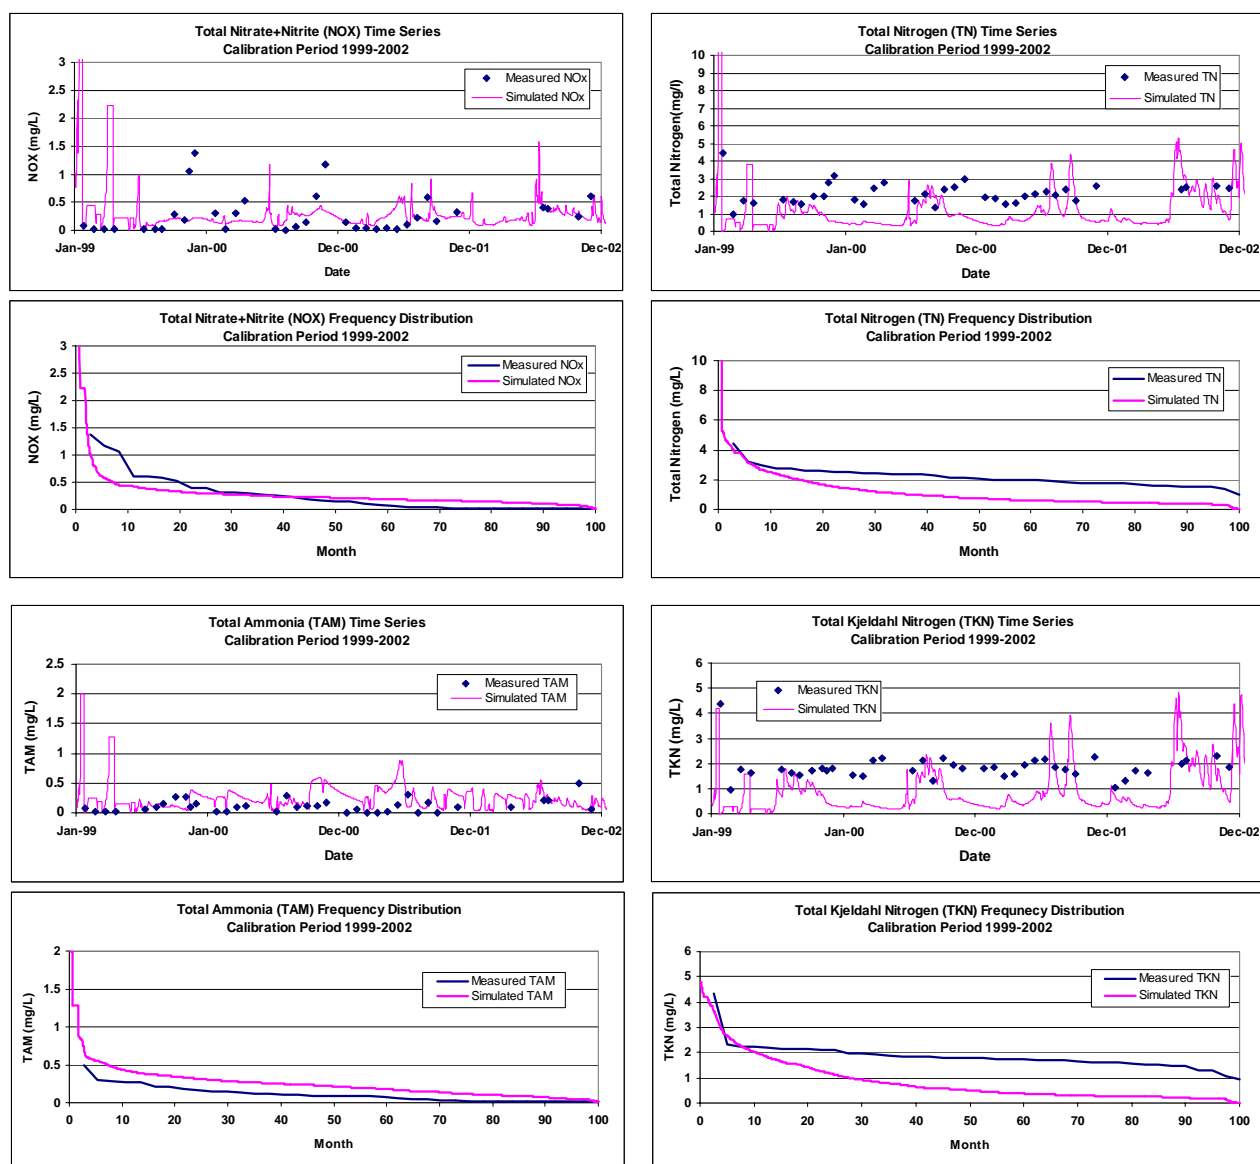 Total Nitrate+Nitrite (NOX) Time Series
Calibration Period 1999-2002
3
2.5
2
1.5
1
0.5
0
NOX (mg/L)
Measured NOx
Simulated NOx
Jan-99
Jan-00
Dec-00
Dec-01
Dec-02
Date
Total Nitrogen (TN) Time Series
Calibration Period 1999-2002
10
9
8
7
6
5
4
3
2
1
0
Total Nitrogen(mg/l)
Measured TN
Simulated TN
Jan-99
Jan-00
Dec-00
Dec-01
Dec-02
Date
Total Nitrate+Nitrite (NOX) Frequency Distribution
Calibration Period 1999-2002
3
2.5
2
1.5
1
0.5
0
NOX (mg/L)
Measured NOx
Simulated NOx
0 10 20 30 40 50 60 70 80 90 100
Month
Total Nitrogen (TN) Frequency Distribution
Calibration Period 1999-2002
10
8
6
4
2
0
Total Nitrogen (mg/L)
Measured TN
Simulated TN
0 10 20 30 40 50 60 70 80 90 100
Month
Total Ammonia (TAM) Time Series
Calibration Period 1999-2002
2.5
2
1.5
1
0.5
0
TAM (mg/L)
Measured TAM
Simulated TAM
Jan-99
Jan-00
Dec-00
Dec-01
Dec-02
Date
Total Kjeldahl Nitrogen (TKN) Time Series
Calibration Period 1999-2002
6
5
4
3
2
1
0
TKN (mg/L)
Measured TKN
Simulated TKN
Jan-99
Jan-00
Dec-00
Dec-01
Dec-02
Date
Total Ammonia (TAM) Frequency Distribution
Calibration Period 1999-2002
2
1.5
1
0.5
0
TAM (mg/L)
Measured TAM
Simulated TAM
0 10 20 30 40 50 60 70 80 90 100
Month
Total Kjeldahl Nitrogen (TKN) Frequnecy Distribution
Calibration Period 1999-2002
6
5
4
3
2
1
0
TKN (mg/L)
Measured TKN
Simulated TKN
0 10 20 30 40 50 60 70 80 90 100
Month